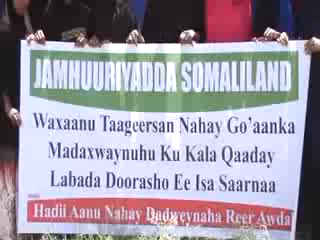 JAMHUURIYADDA SOMALILAND
Waxaanu Taageersan Nahay Go'aanka
Madaxwaynuhu Ku Kala Qaaday
Labada Doorasho Ee Isa Saarnaa
Hadii Aanu Nahay Dadweynaha Reer Awda